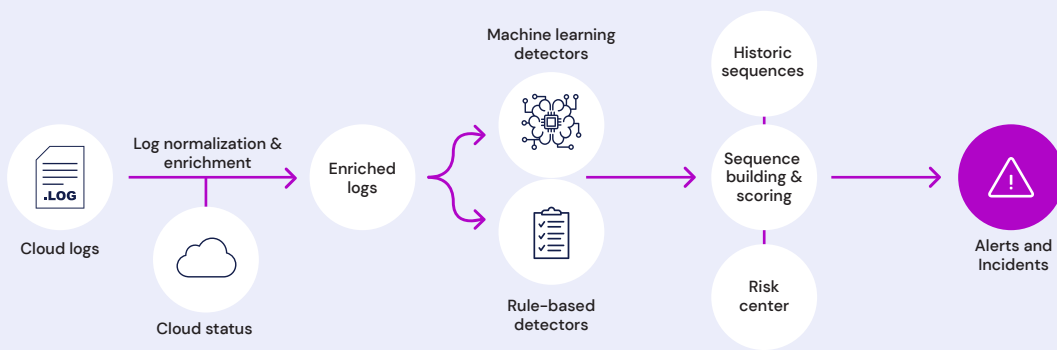 .LOG
Cloud logs
Log normalization &
enrichment
Cloud status
Enriched
logs
Machine learning
detectors
Rule-based
detectors
Historic
sequences
Sequence
building &
scoring
Risk
center
Alerts and
Incidents